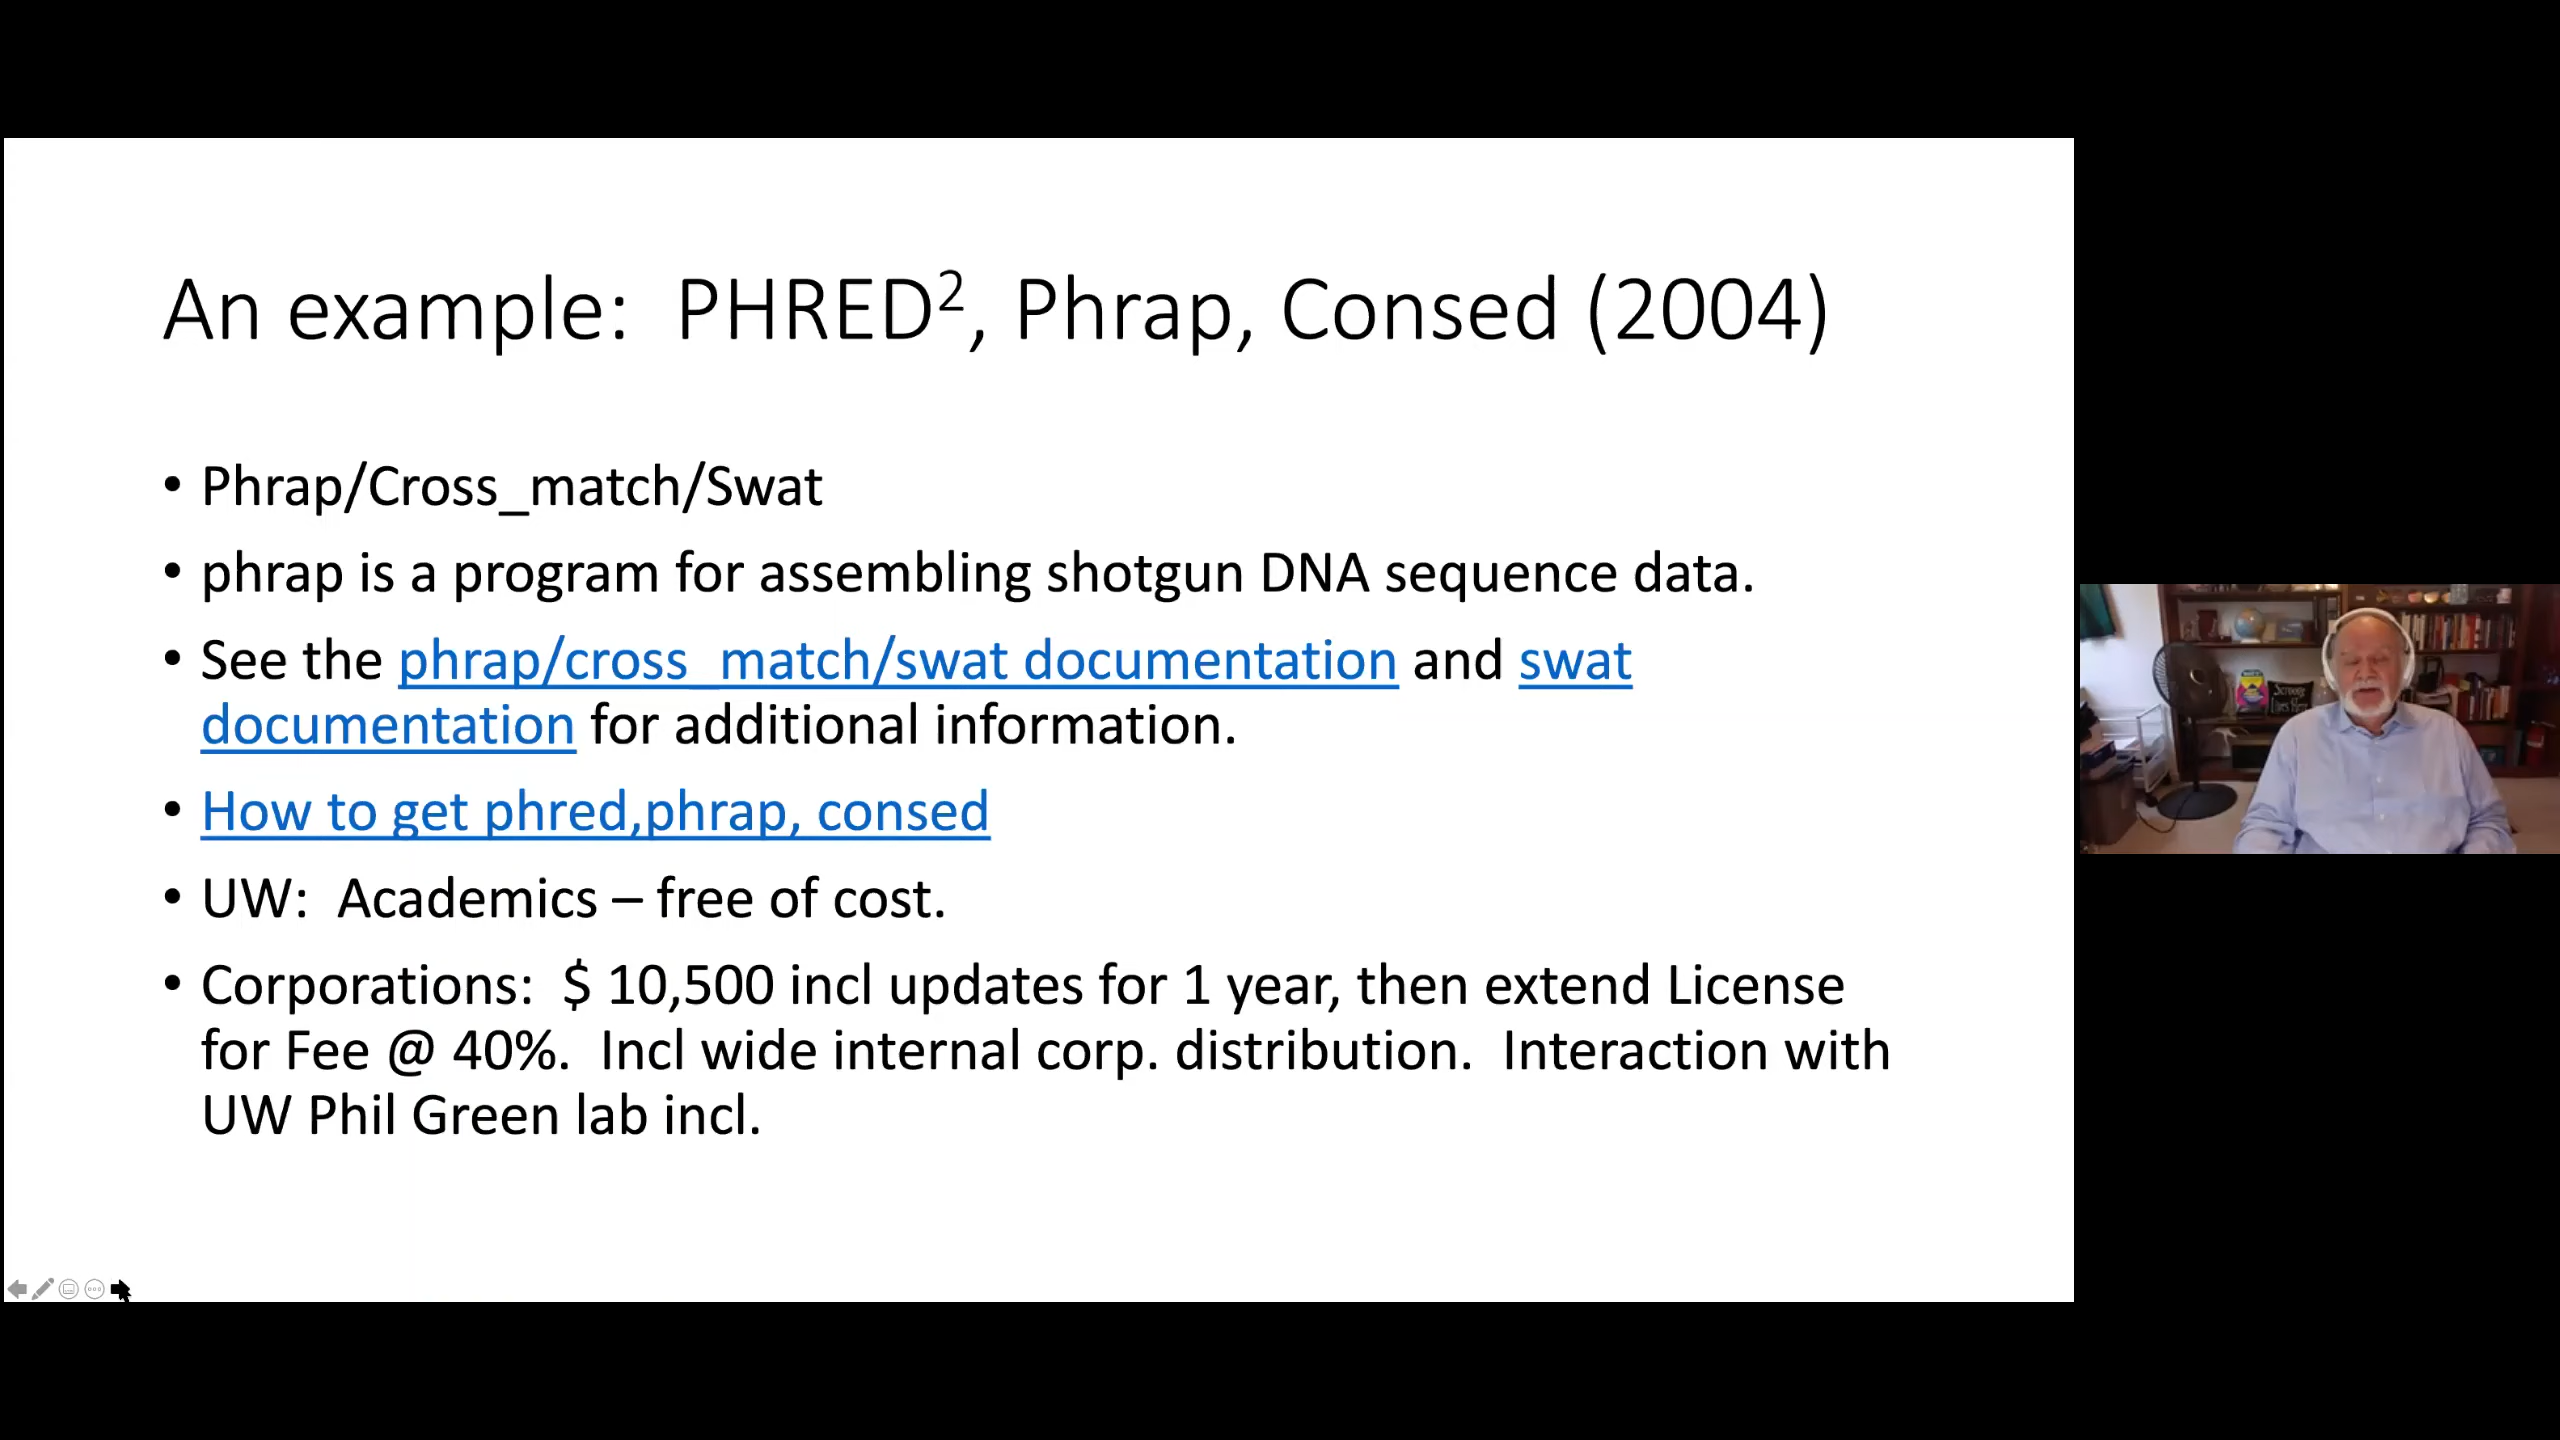 An example:  PHRED², Phrap, Consed (2004)
• Phrap/Cross_match/Swat
• phrap is a program for assembling shotgun DNA sequence data.
• See the phrap/cross_match/swat documentation and swat
documentation for additional information.
• How to get phred,phrap, consed
• UW:  Academics – free of cost.
• Corporations:  $ 10,500 incl updates for 1 year, then extend License
for Fee @ 40%.  Incl wide internal corp. distribution.  Interaction with
UW Phil Green lab incl.